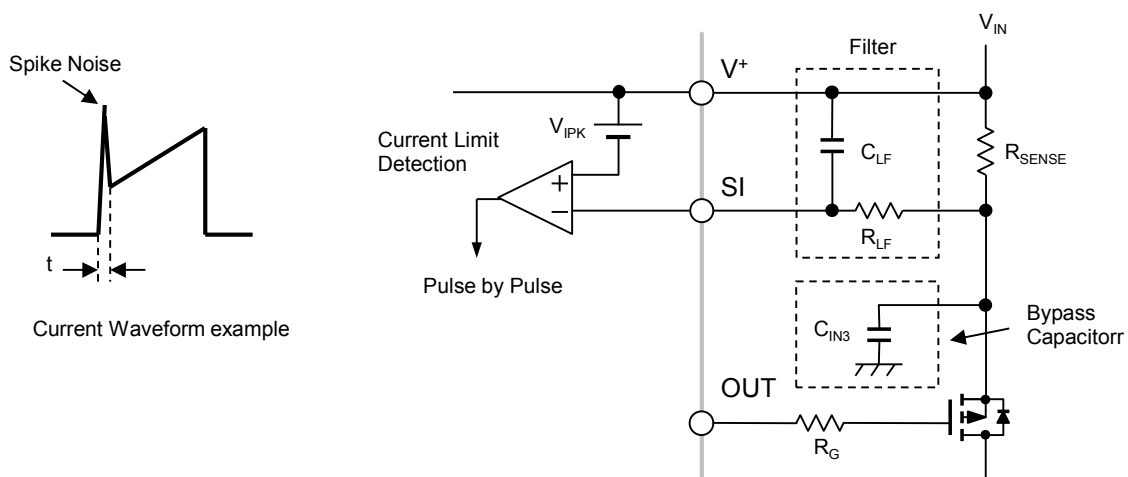 Spike Noise
t
Current Waveform example
Current Limit
Detection
V_IPK
+
−
Pulse by Pulse
V+
SI
OUT
Filter
C_LF
R_LF
V_IN
R_SENSE
C_IN3
Bypass
Capacitorr
R_G